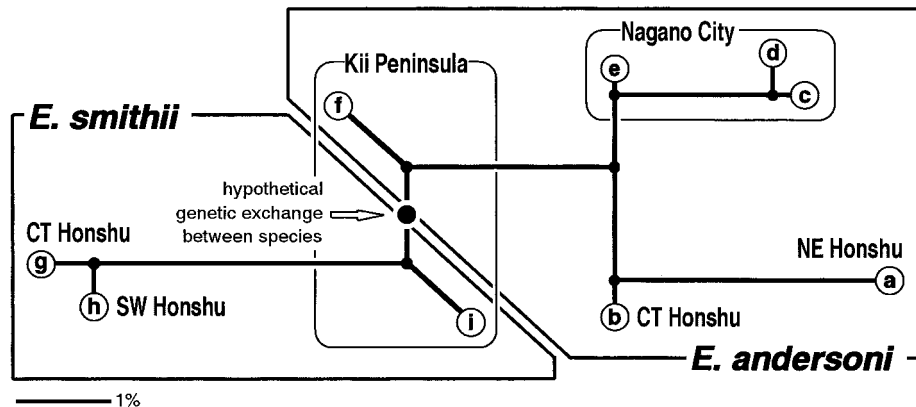 Nagano City
d
e
c
Kii Peninsula
f
E. smithii
hypothetical
genetic exchange
between species
CT Honshu
g
h SW Honshu
i
NE Honshu
a
b CT Honshu
E. andersoni
1%